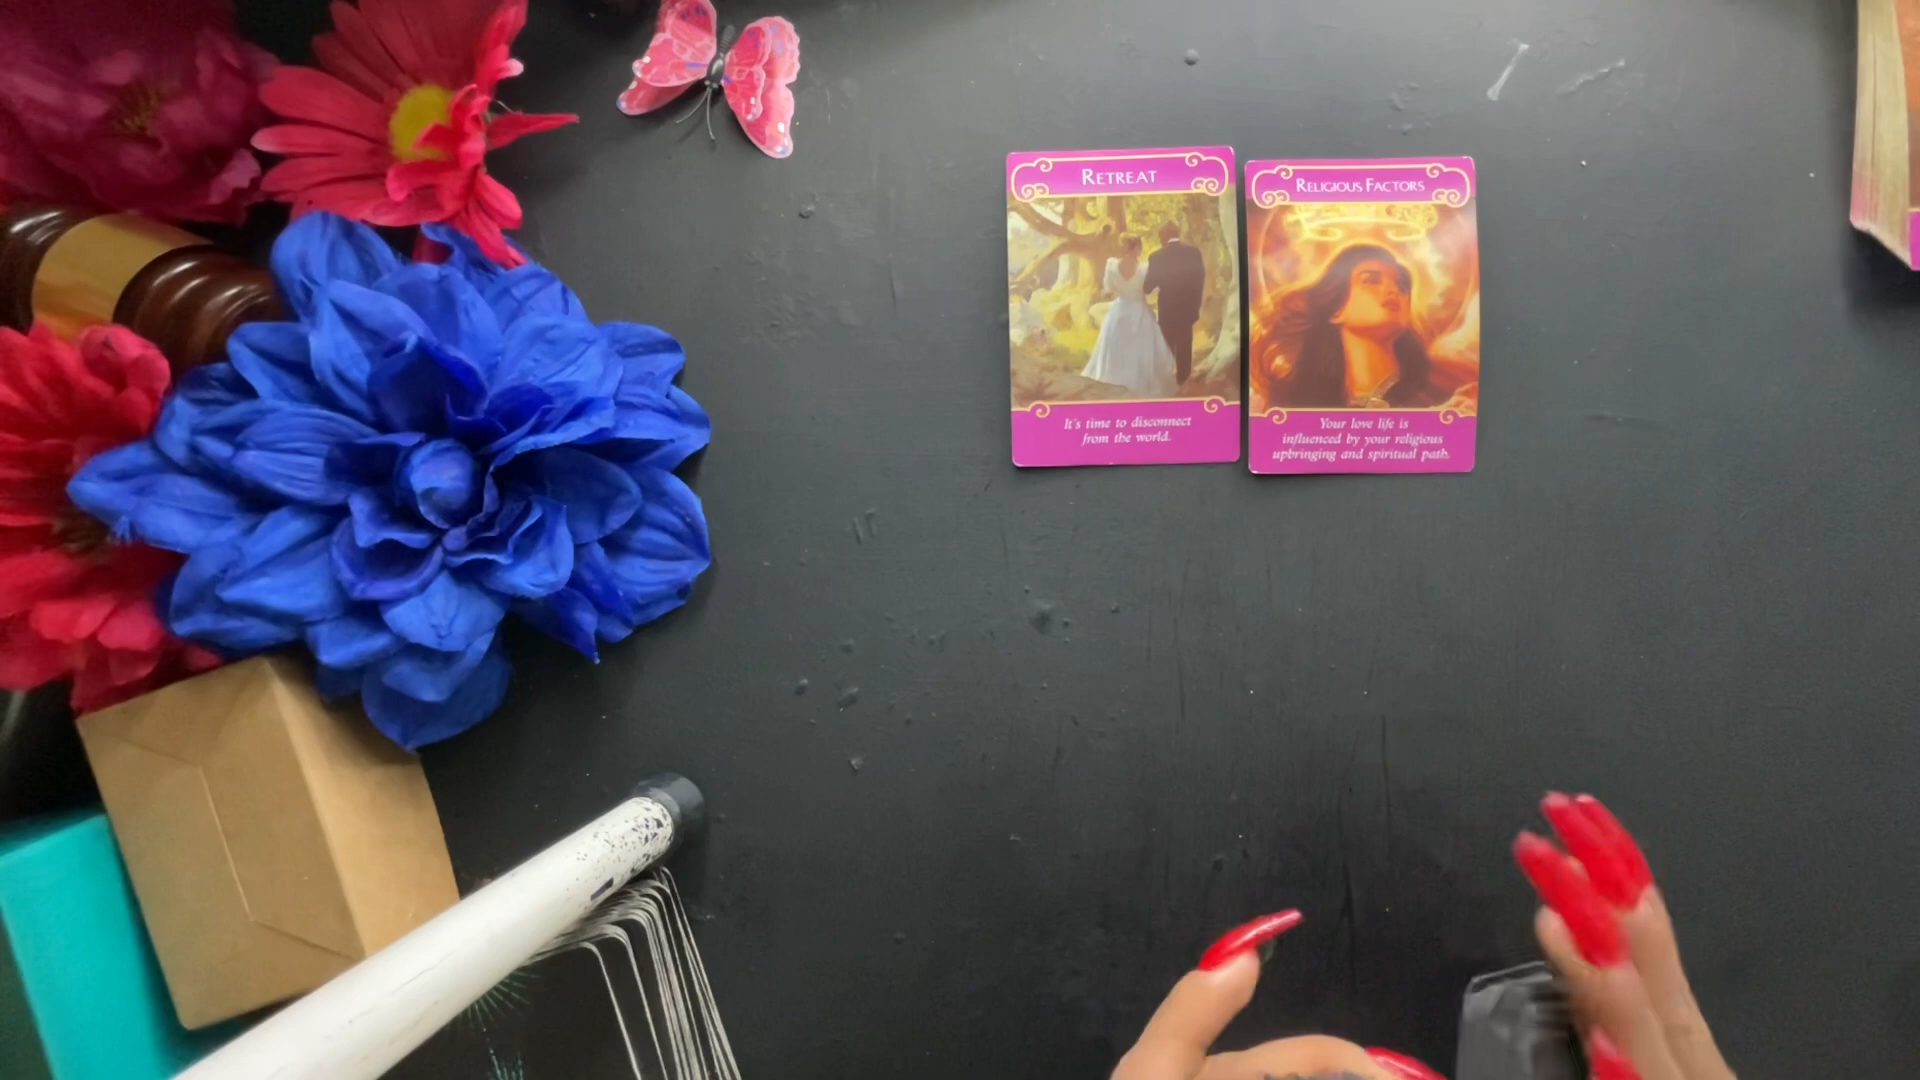 RETREAT
It's time to disconnect
from the world.
RELIGIOUS FACTORS
Your love life is
influenced by your religious
upbringing and spiritual path.